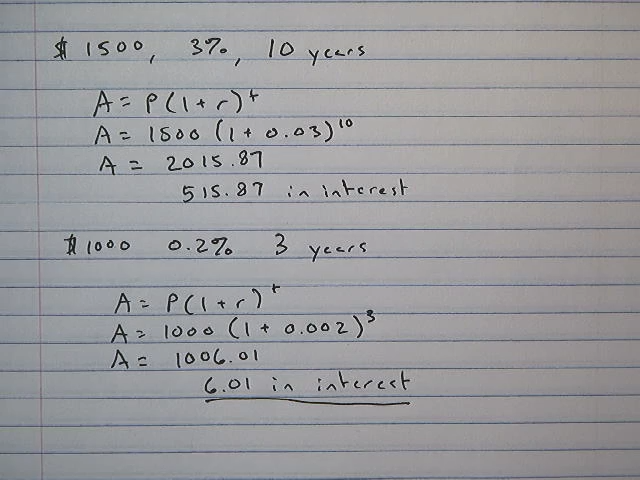 $ 1500, 3%, 10 years
A = P(1 + r)^t
A = 1500 (1 + 0.03)^10
A = 2015.87
515.87 in interest
$1000 0.2% 3 years
A = P(1 + r)^t
A = 1000 (1 + 0.002)^3
A = 1006.01
6.01 in interest